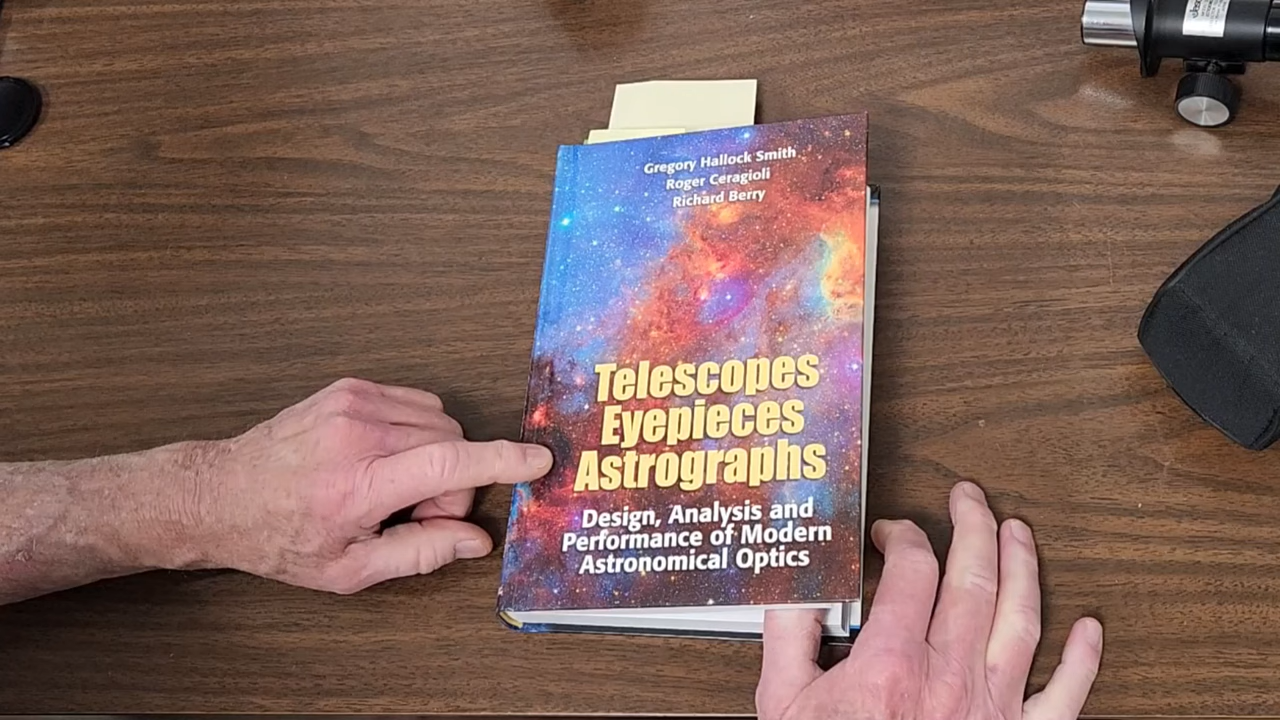 Gregory Hallock Smith
Roger Ceragioli
Richard Berry
Telescopes
Eyepieces
Astrographs
Design, Analysis and
Performance of Modern
Astronomical Optics